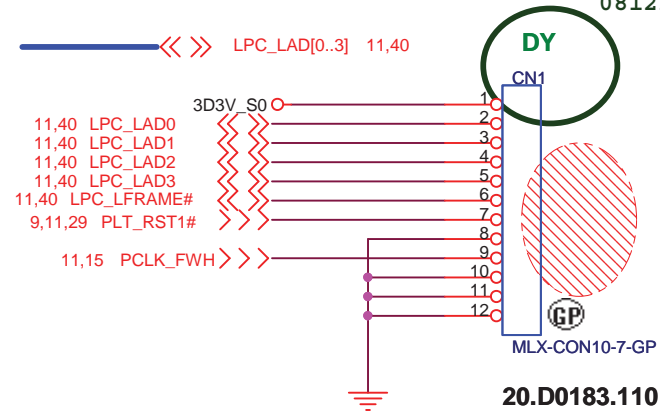 0812
LPC_LAD[0..3] 11,40
DY
CN1
3D3V_S0
1
11,40 LPC_LAD0
2
11,40 LPC_LAD1
3
11,40 LPC_LAD2
4
11,40 LPC_LAD3
5
11,40 LPC_LFRAME#
6
9,11,29 PLT_RST1#
7
8
11,15 PCLK_FWH
9
10
11
12
GP
MLX-CON10-7-GP
20.D0183.110